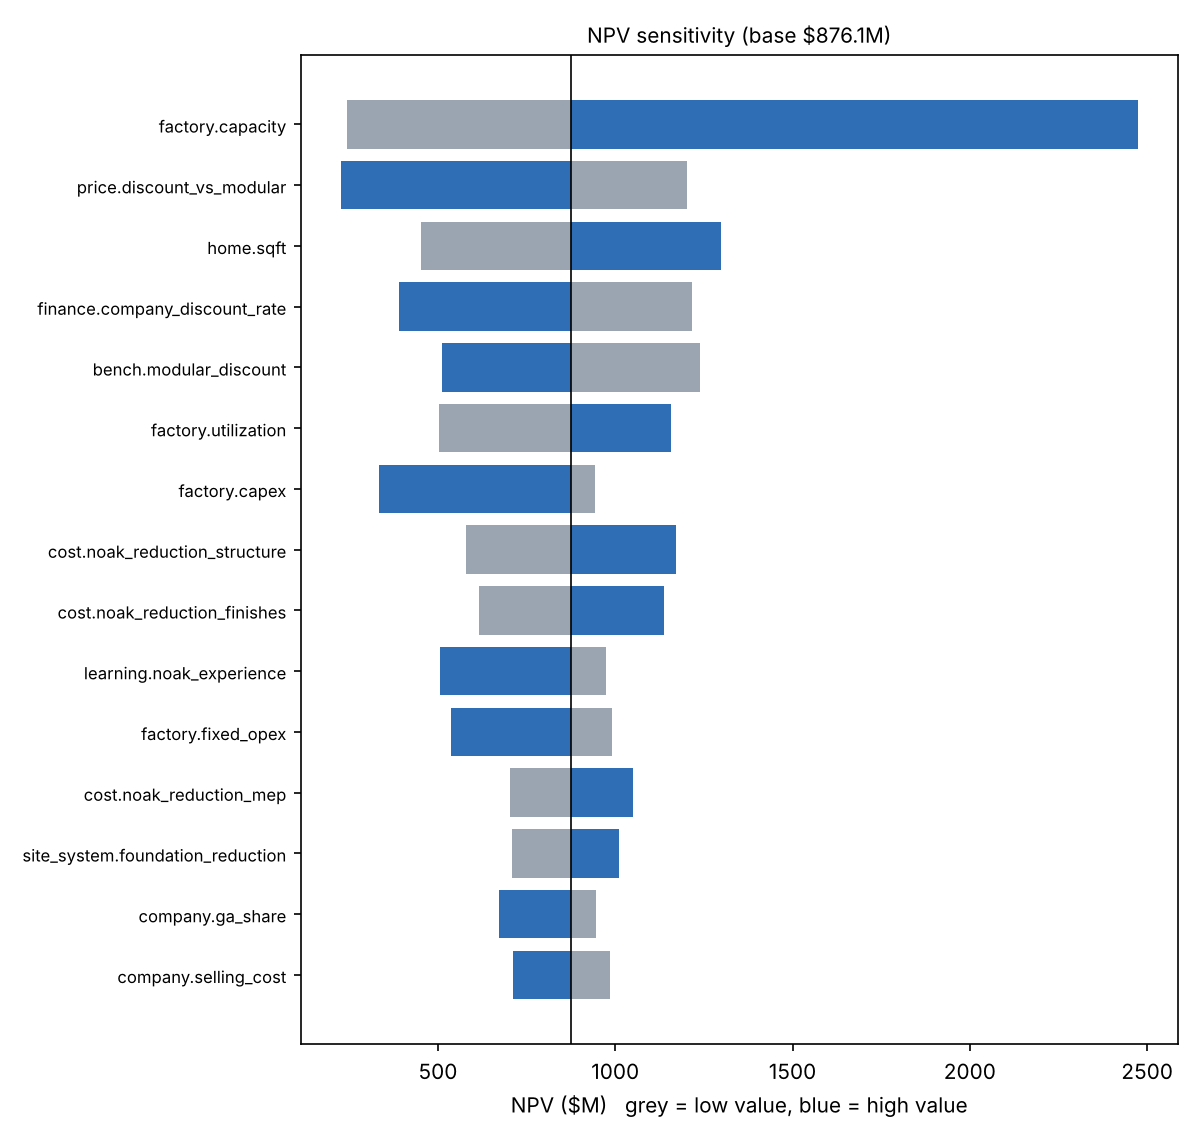 NPV sensitivity (base $876.1M)
factory.capacity
price.discount_vs_modular
home.sqft
finance.company_discount_rate
bench.modular_discount
factory.utilization
factory.capex
cost.noak_reduction_structure
cost.noak_reduction_finishes
learning.noak_experience
factory.fixed_opex
cost.noak_reduction_mep
site_system.foundation_reduction
company.ga_share
company.selling_cost
500 1000 1500 2000 2500
NPV ($M) grey = low value, blue = high value